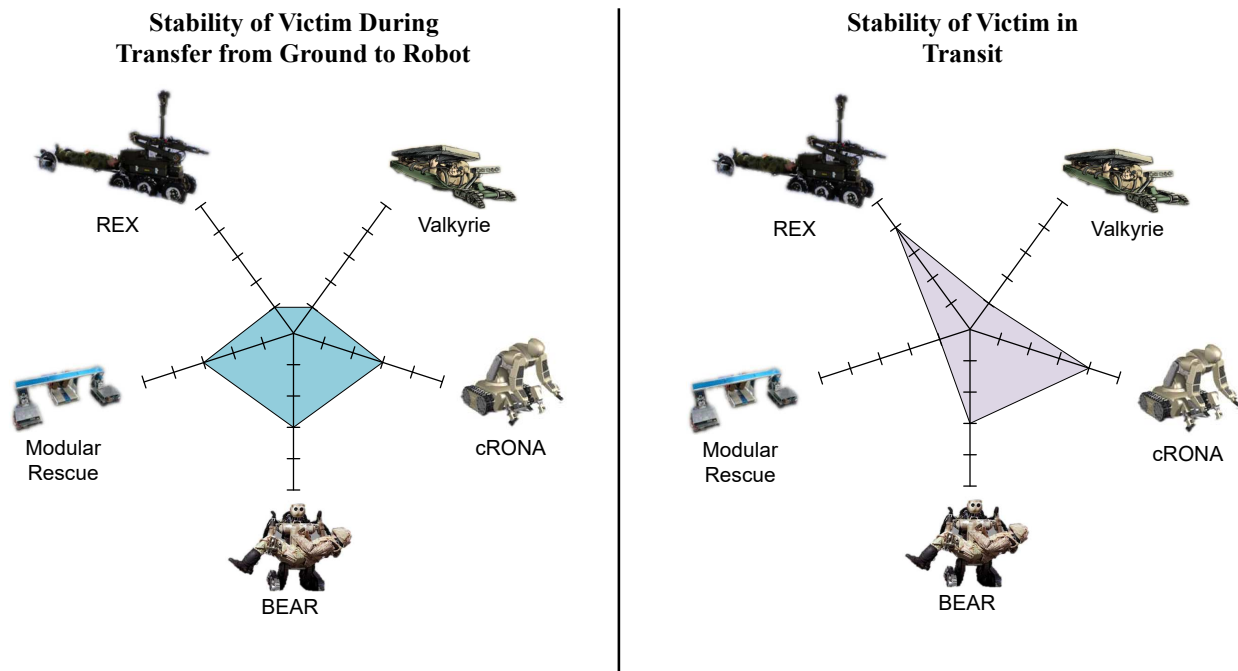 Stability of Victim During
Transfer from Ground to Robot
REX
Valkyrie
Modular
Rescue
cRONA
BEAR
Stability of Victim in
Transit
REX
Valkyrie
Modular
Rescue
cRONA
BEAR